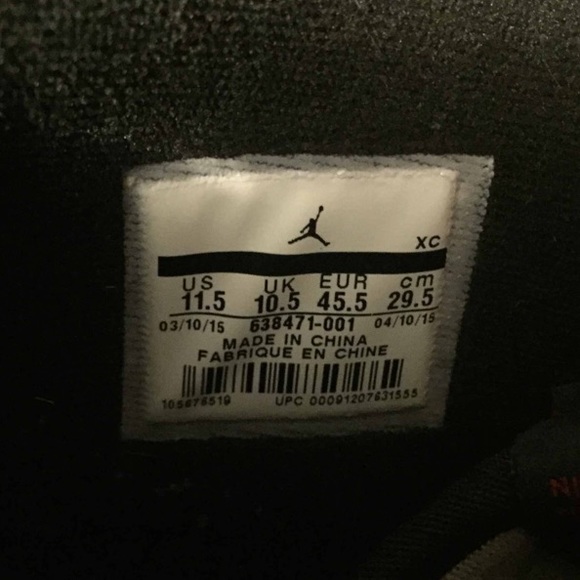 XC
US UK EUR cm
11.5 10.5 45.5 29.5
03/10/15 638471-001 04/10/15
MADE IN CHINA
FABRIQUE EN CHINE
105678519 UPC 00091207631555